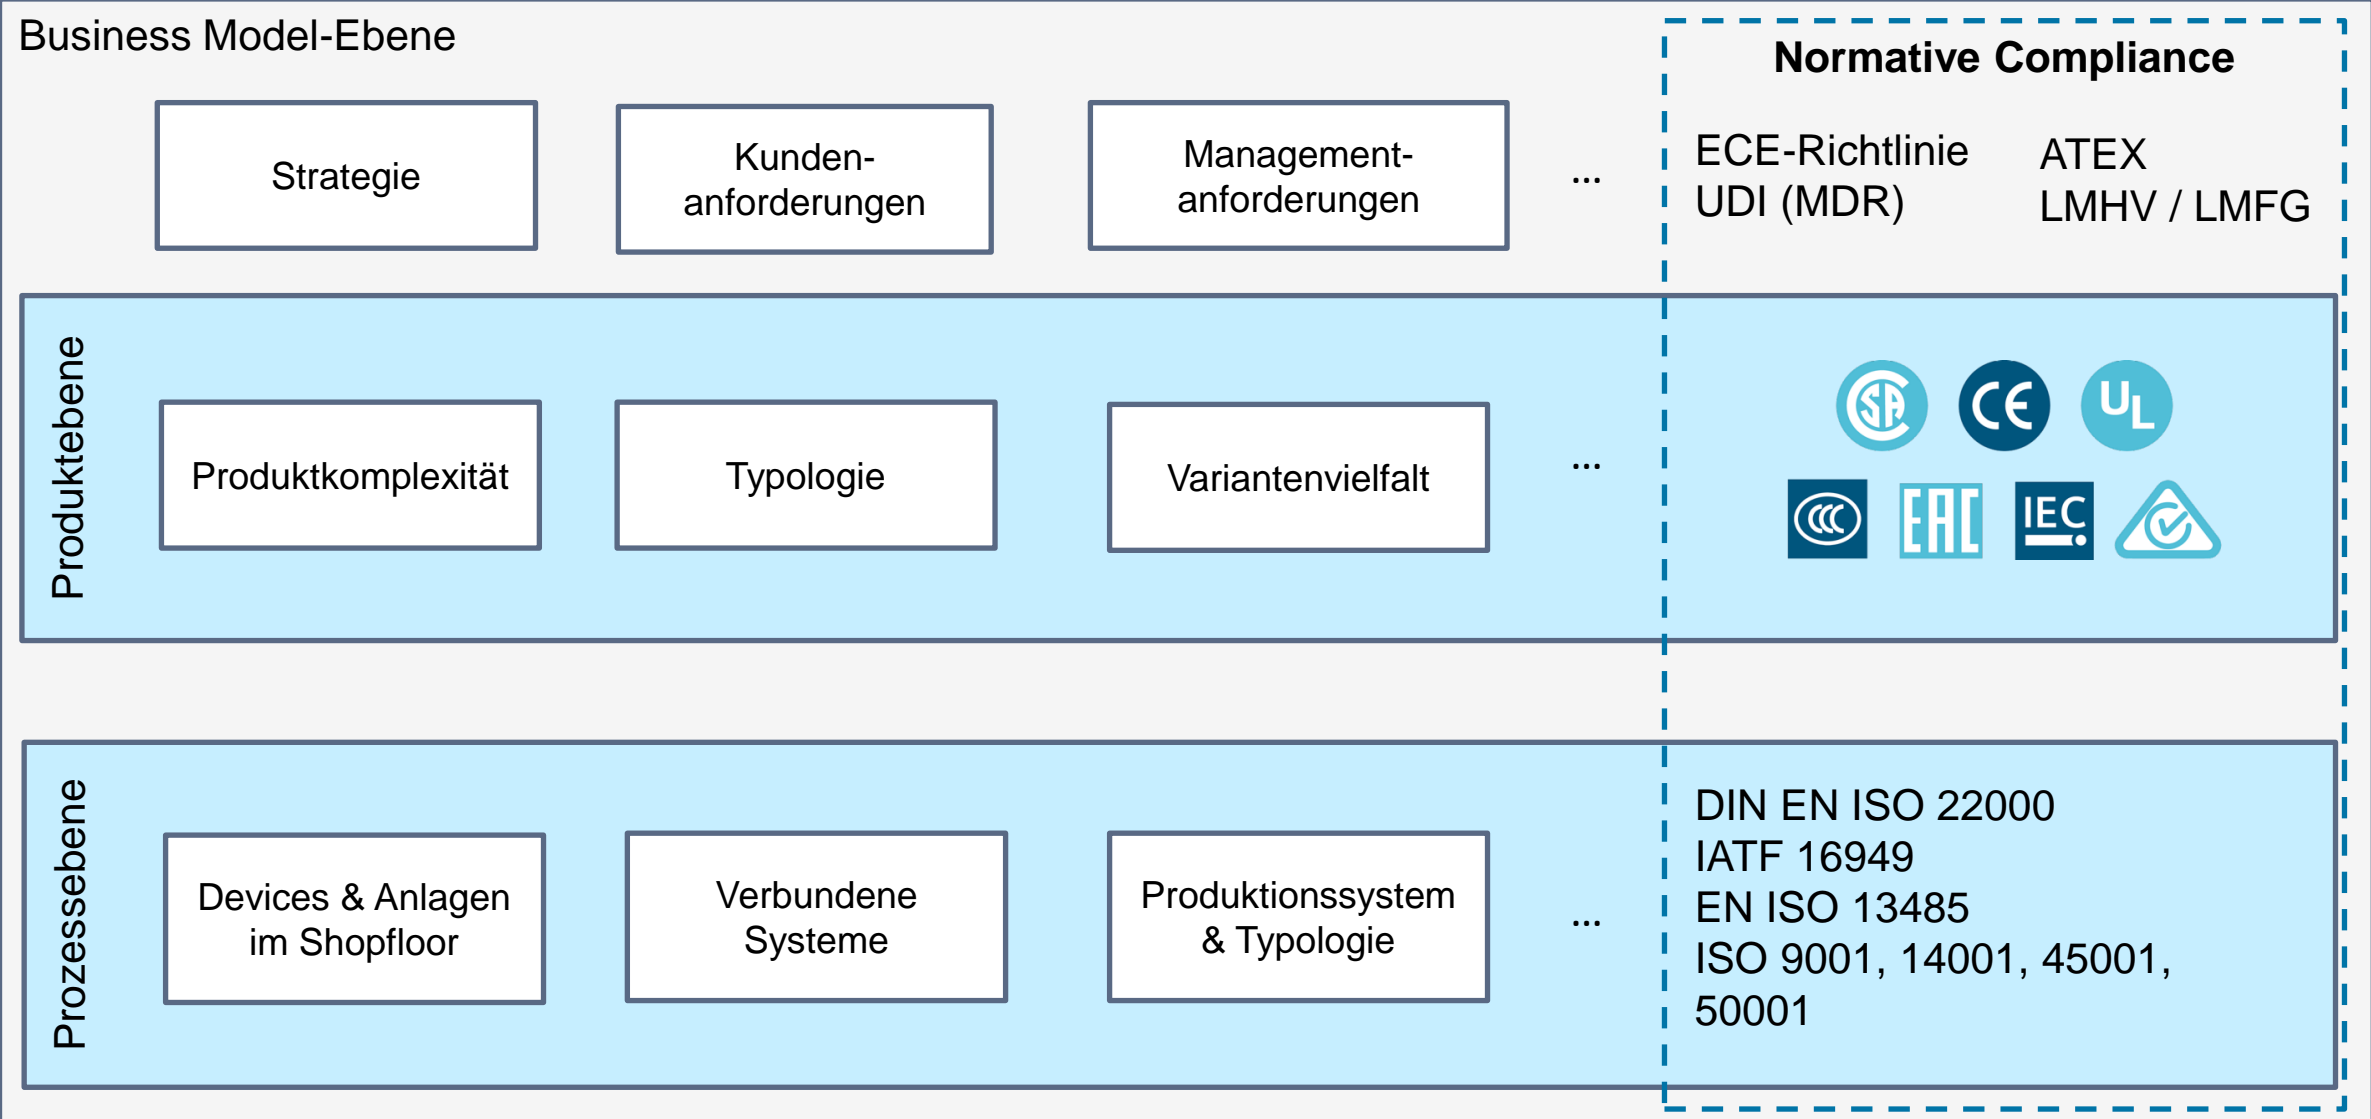 Business Model-Ebene
Normative Compliance
Strategie
Kunden-
anforderungen
Management-
anforderungen
...
ECE-Richtlinie
UDI (MDR)
ATEX
LMHV / LMFG
Produktebene
Produktkomplexität
Typologie
Variantenvielfalt
...
CSA
CE
UL
CCC
EAC
IEC
Prozessebene
Devices & Anlagen
im Shopfloor
Verbundene
Systeme
Produktionssystem
& Typologie
...
DIN EN ISO 22000
IATF 16949
EN ISO 13485
ISO 9001, 14001, 45001,
50001